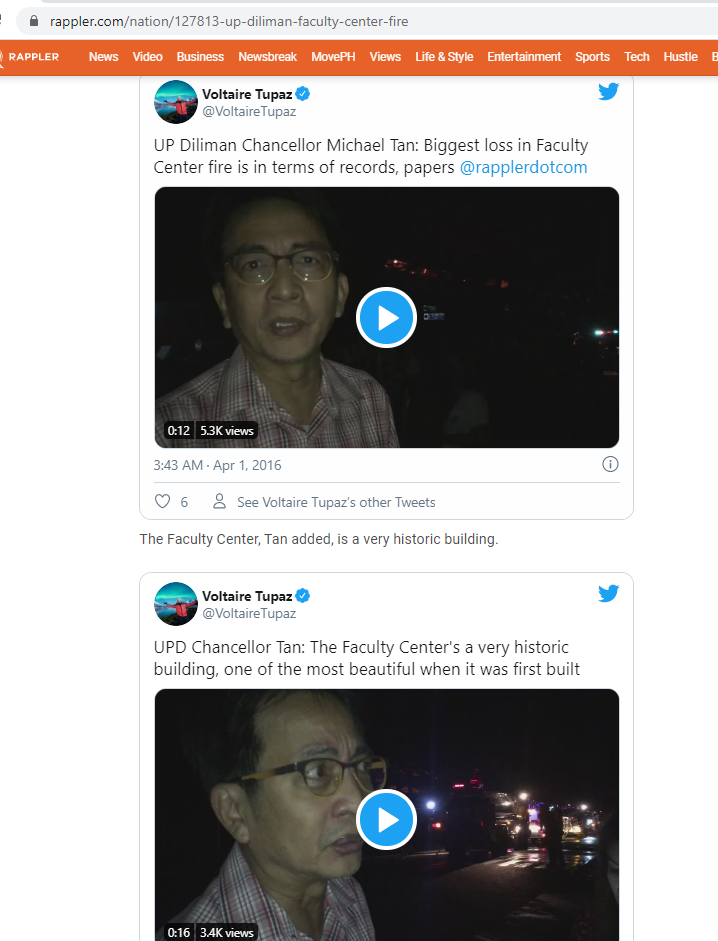 rappler.com/nation/127813-up-diliman-faculty-center-fire
RAPPLER News Video Business Newsbreak MovePH Views Life & Style Entertainment Sports Tech Hustle B
Voltaire Tupaz
@VoltaireTupaz
UP Diliman Chancellor Michael Tan: Biggest loss in Faculty
Center fire is in terms of records, papers @rapplerdotcom
0:12 5.3K views
3:43 AM · Apr 1, 2016
6 See Voltaire Tupaz's other Tweets
The Faculty Center, Tan added, is a very historic building.
Voltaire Tupaz
@VoltaireTupaz
UPD Chancellor Tan: The Faculty Center's a very historic
building, one of the most beautiful when it was first built
0:16 3.4K views